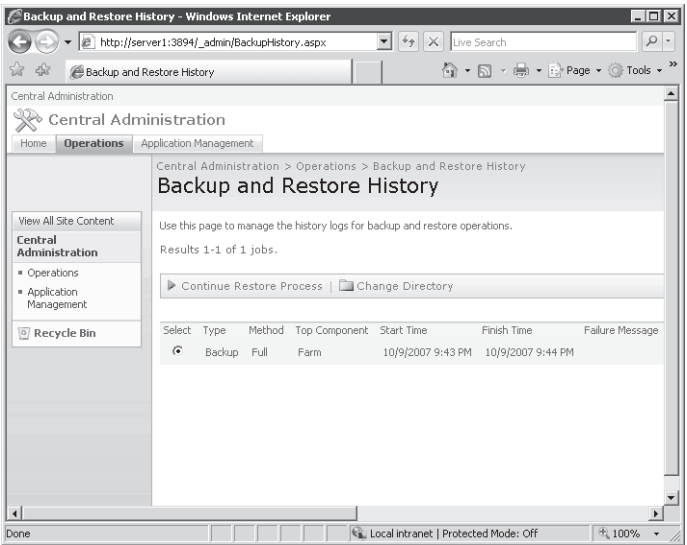 Backup and Restore History - Windows Internet Explorer
http://server1:3894/_admin/BackupHistory.aspx
Live Search
Backup and Restore History
Page
Tools
Central Administration
Central Administration
Home Operations Application Management
Central Administration > Operations > Backup and Restore History
Backup and Restore History
View All Site Content
Central Administration
Operations
Application Management
Recycle Bin
Use this page to manage the history logs for backup and restore operations.
Results 1-1 of 1 jobs.
Continue Restore Process | Change Directory
Select Type Method Top Component Start Time Finish Time Failure Message
Backup Full Farm 10/9/2007 9:43 PM 10/9/2007 9:44 PM
Done
Local intranet | Protected Mode: Off
100%